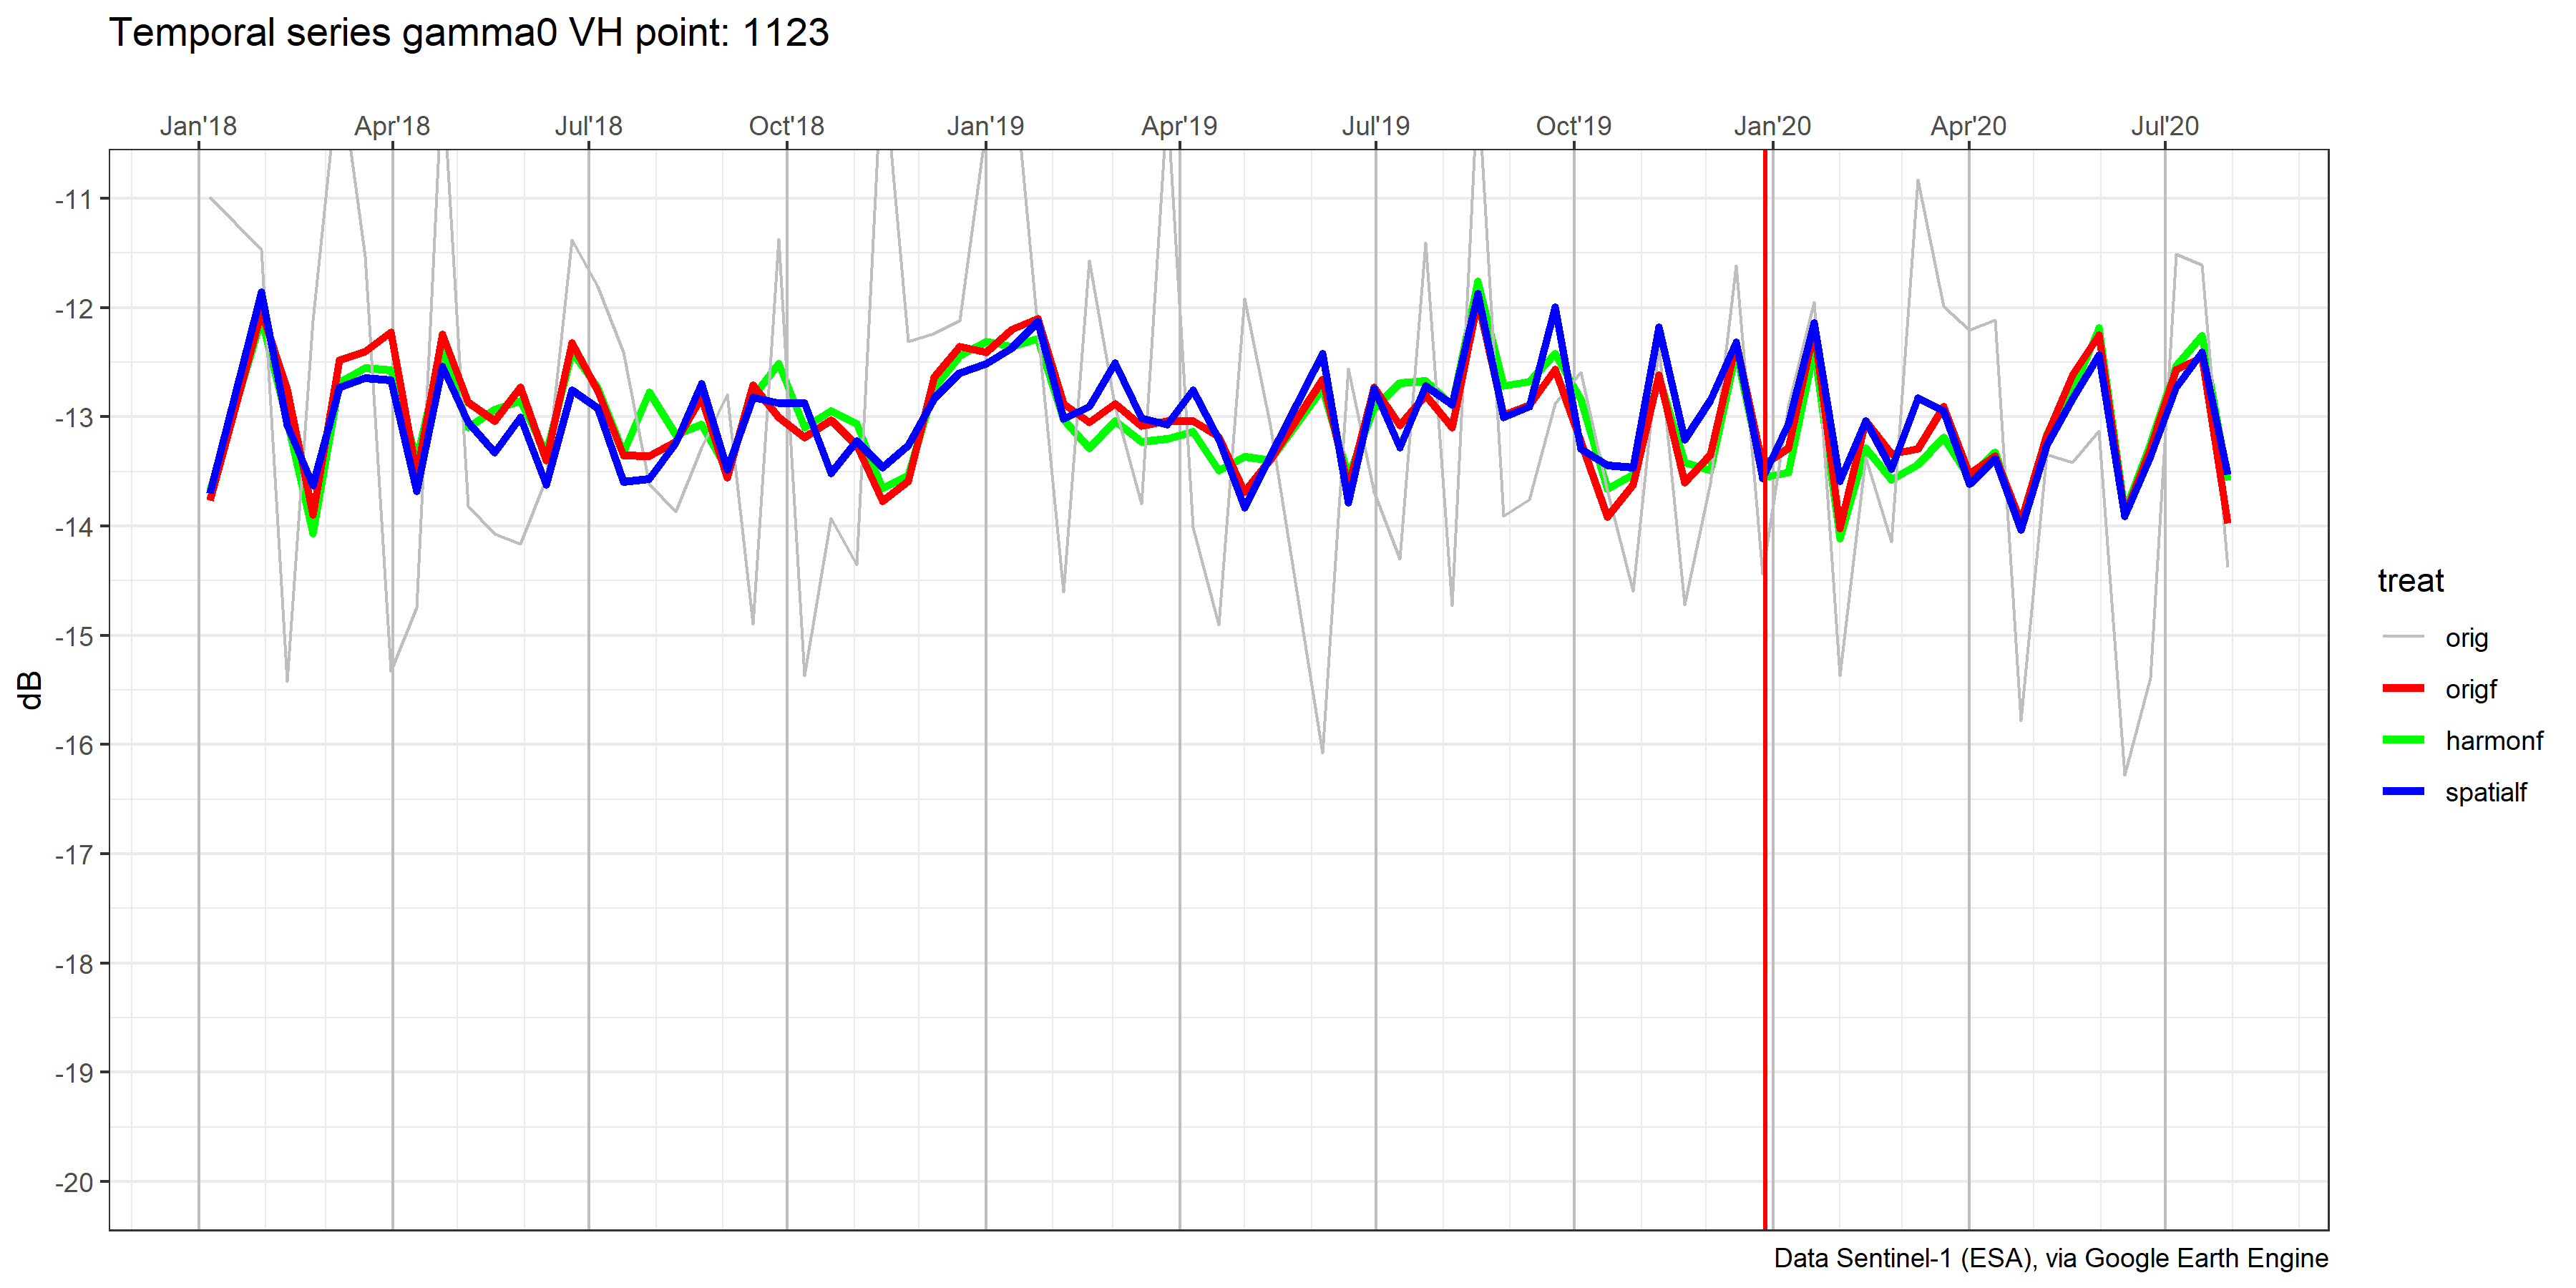 Temporal series gamma0 VH point: 1123
Jan'18 Apr'18 Jul'18 Oct'18 Jan'19 Apr'19 Jul'19 Oct'19 Jan'20 Apr'20 Jul'20
-11
-12
-13
-14
-15
-16
-17
-18
-19
-20
dB
treat
orig
origf
harmonf
spatialf
Data Sentinel-1 (ESA), via Google Earth Engine